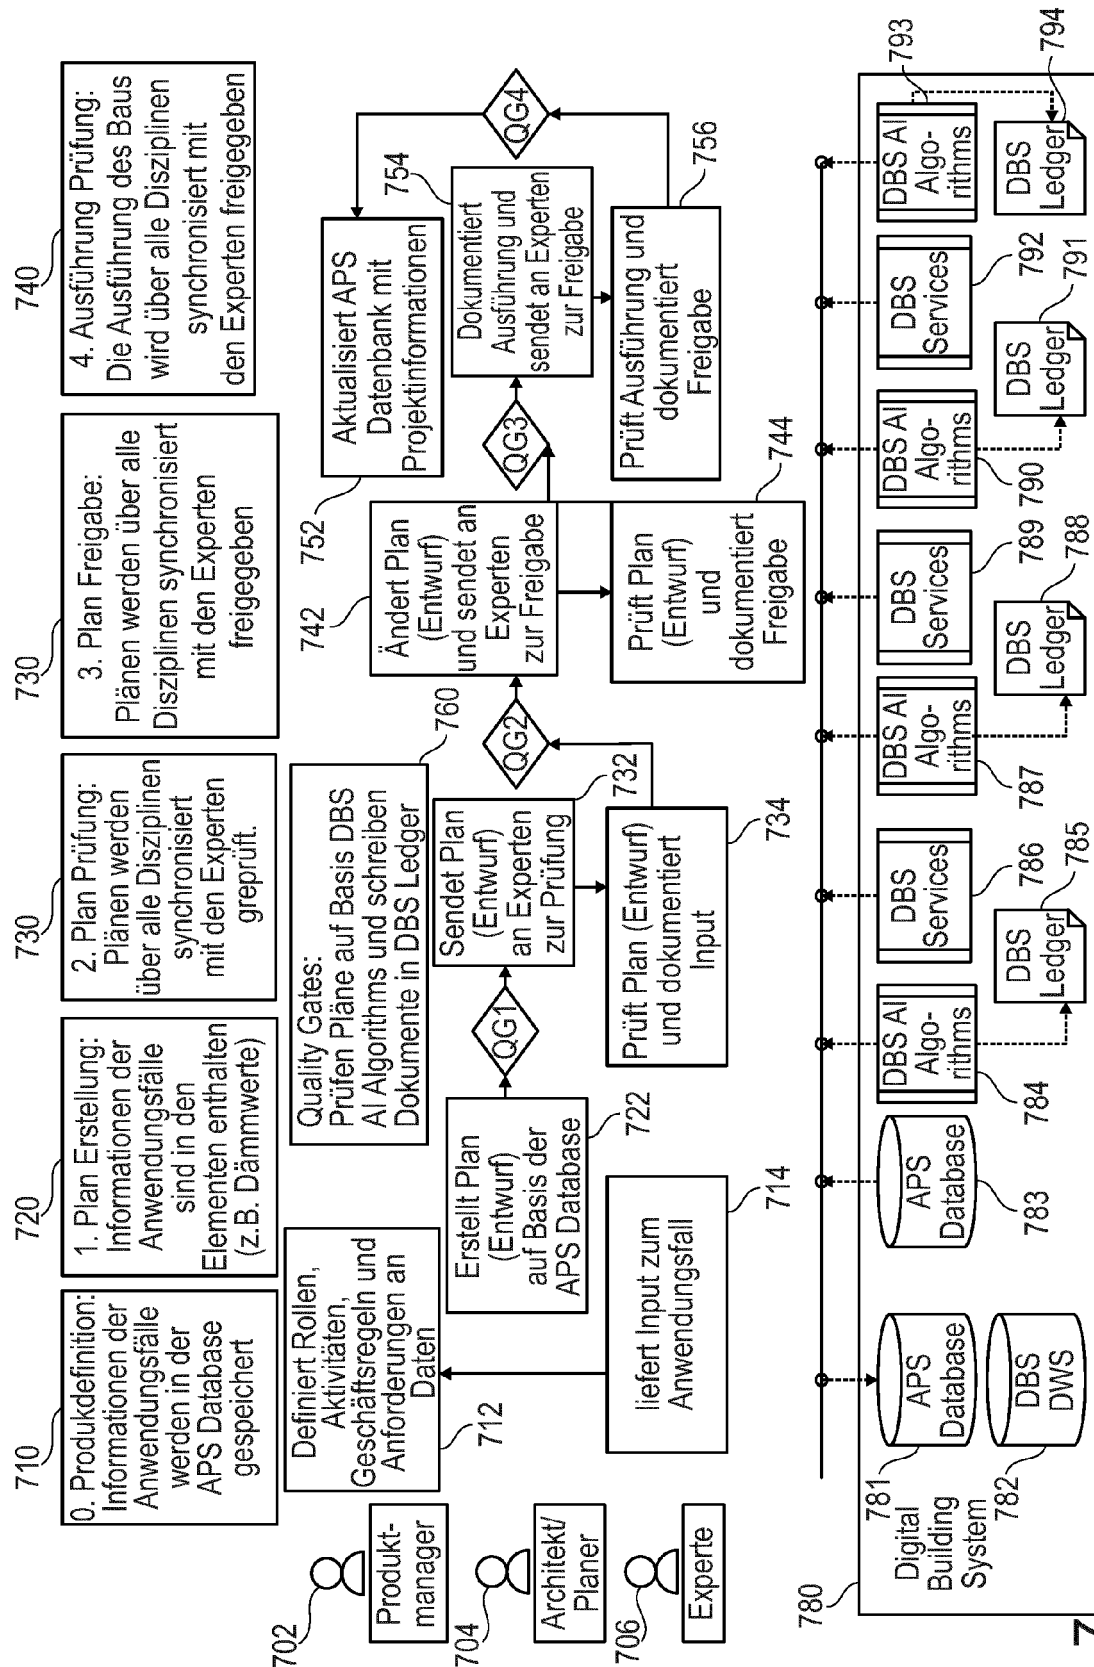 710
0. Produkdefinition:
Informationen der
Anwendungsfälle
werden in der
APS Database
gespeichert
720
1. Plan Erstellung:
Informationen der
Anwendungsfälle
sind in den
Elementen enthalten
(z.B. Dämmwerte)
730
2. Plan Prüfung:
Plänen werden
über alle Disziplinen
synchronisiert
mit den Experten
greprüft.
730
3. Plan Freigabe:
Plänen werden über alle
Disziplinen synchronisiert
mit den Experten
freigegeben
740
4. Ausführung Prüfung:
Die Ausführung des Baus
wird über alle Disziplinen
synchronisiert mit
den Experten freigegeben
702
Produkt-
manager
Definiert Rollen,
Aktivitäten,
Geschäftsregeln und
Anforderungen an
Daten
712
Quality Gates:
Prüfen Pläne auf Basis DBS
AI Algorithms und schreiben
Dokumente in DBS Ledger
760
752
Aktualisiert APS
Datenbank mit
Projektinformationen
704
Architekt/
Planer
Erstellt Plan
(Entwurf)
auf Basis der
APS Database
722
QG1
Sendet Plan
(Entwurf)
an Experten
zur Prüfung
732
QG2
742
Ändert Plan
(Entwurf)
und sendet an
Experten
zur Freigabe
QG3
754
Dokumentiert
Ausführung und
sendet an Experten
zur Freigabe
QG4
706
Experte
liefert Input zum
Anwendungsfall
714
Prüft Plan (Entwurf)
und dokumentiert
Input
734
Prüft Plan
(Entwurf)
und
dokumentiert
Freigabe
744
Prüft Ausführung und
dokumentiert
Freigabe
756
780
Digital
Building
System
781
APS
Database
782
DBS
DWS
APS
Database
783
DBS AI
Algo-
rithms
784
DBS
Ledger
785
DBS
Services
786
DBS AI
Algo-
rithms
787
DBS
Ledger
788
DBS
Services
789
DBS AI
Algo-
rithms
790
DBS
Ledger
791
DBS
Services
792
DBS AI
Algo-
rithms
793
DBS
Ledger
794
7